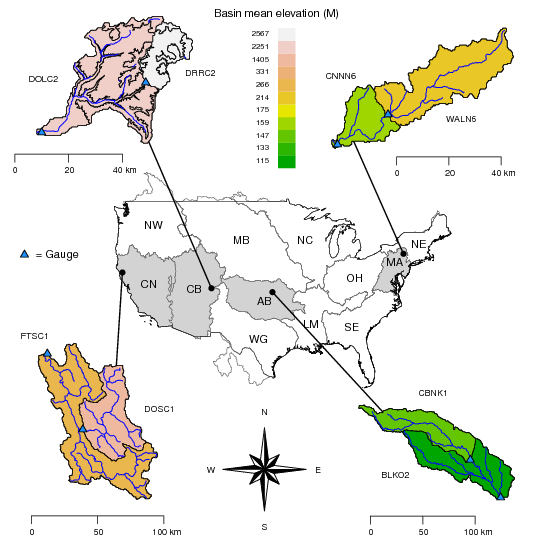 Basin mean elevation (M)
2567
2251
1405
331
266
214
175
159
147
133
115
DOLC2
DRRC2
0 20 40 km
CNNN6
WALN6
0 20 40 km
= Gauge
NW
MB
NC
NE
MA
OH
CN
CB
AB
LM
SE
WG
FTSC1
DOSC1
0 50 100 km
N
W
E
S
CBNK1
BLKO2
0 50 100 km